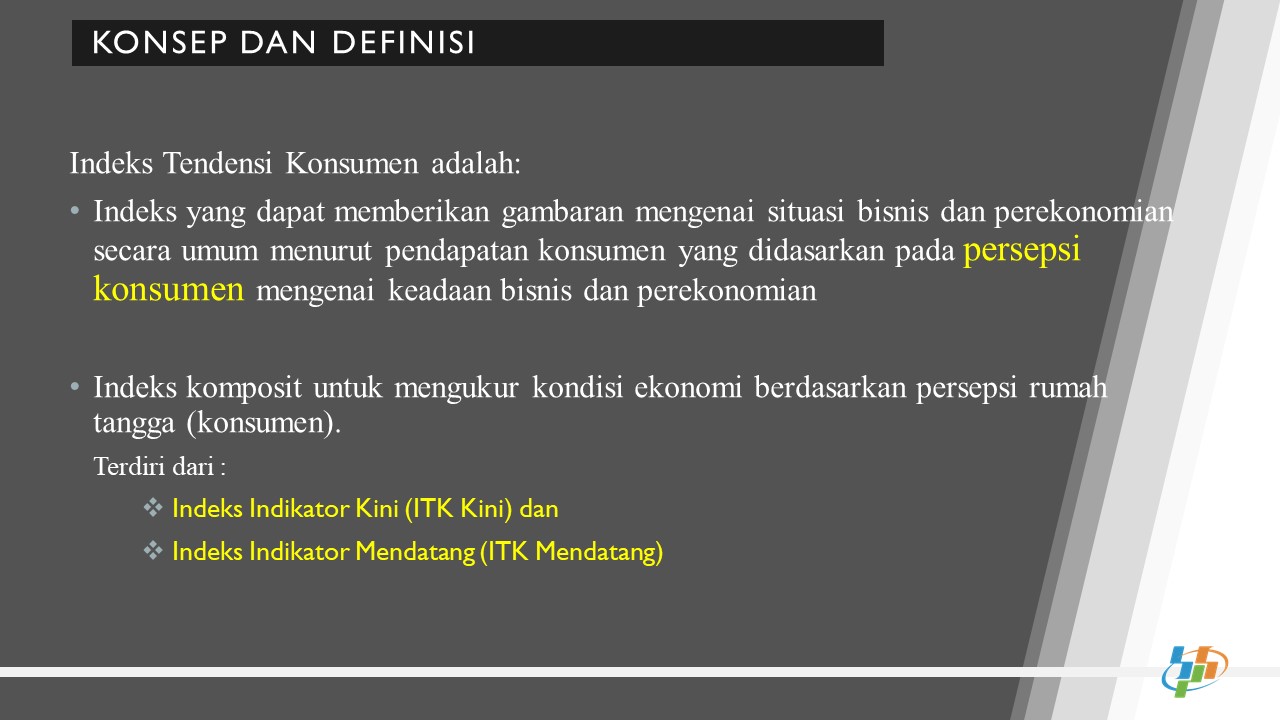 KONSEP DAN DEFINISI
Indeks Tendensi Konsumen adalah:
• Indeks yang dapat memberikan gambaran mengenai situasi bisnis dan perekonomian
secara umum menurut pendapatan konsumen yang didasarkan pada persepsi
konsumen mengenai keadaan bisnis dan perekonomian
• Indeks komposit untuk mengukur kondisi ekonomi berdasarkan persepsi rumah
tangga (konsumen).
Terdiri dari :
❖ Indeks Indikator Kini (ITK Kini) dan
❖ Indeks Indikator Mendatang (ITK Mendatang)